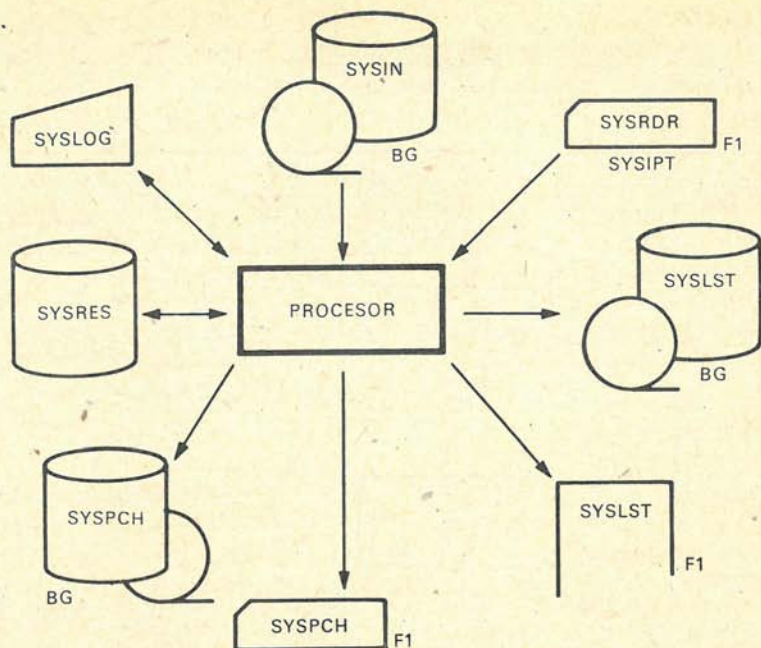 SYSIN
BG
SYSLOG
SYSRDR
F1
SYSIPT
SYSRES
PROCESOR
SYSLST
BG
SYSPCH
BG
SYSLST
F1
SYSPCH
F1